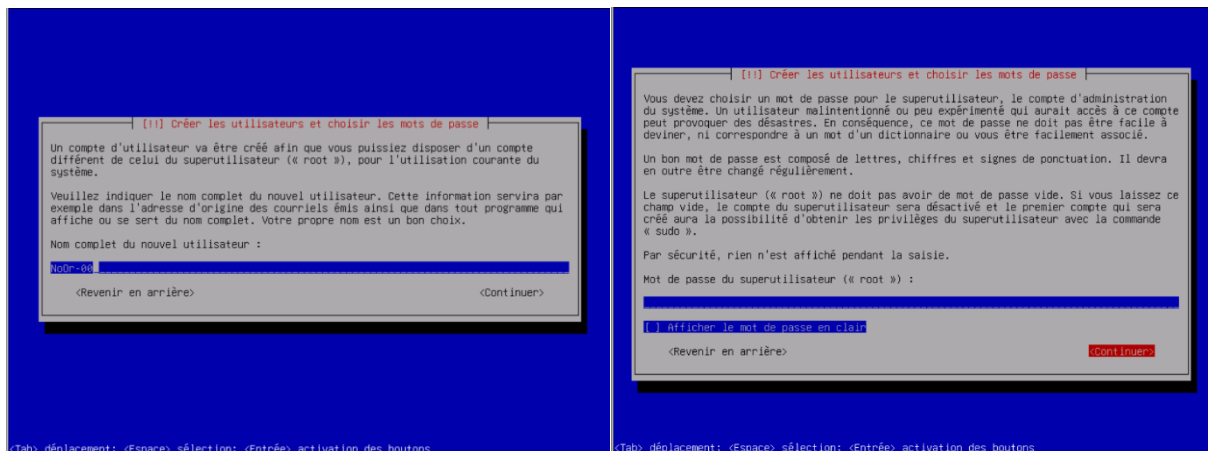 [!!] Créer les utilisateurs et choisir les mots de passe
Un compte d'utilisateur va être créé afin que vous puissiez disposer d'un compte
différent de celui du superutilisateur (« root »), pour l'utilisation courante du
système.
Veuillez indiquer le nom complet du nouvel utilisateur. Cette information servira par
exemple dans l'adresse d'origine des courriels émis ainsi que dans tout programme qui
affiche ou se sert du nom complet. Votre propre nom est un bon choix.
Nom complet du nouvel utilisateur :
NoOr-00
<Revenir en arrière> <Continuer>
<Tab> déplacement; <Espace> sélection; <Entrée> activation des boutons
[!!] Créer les utilisateurs et choisir les mots de passe
Vous devez choisir un mot de passe pour le superutilisateur, le compte d'administration
du système. Un utilisateur malintentionné ou peu expérimenté qui aurait accès à ce compte
peut provoquer des désastres. En conséquence, ce mot de passe ne doit pas être facile à
deviner, ni correspondre à un mot d'un dictionnaire ou vous être facilement associé.
Un bon mot de passe est composé de lettres, chiffres et signes de ponctuation. Il devra
en outre être changé régulièrement.
Le superutilisateur (« root ») ne doit pas avoir de mot de passe vide. Si vous laissez ce
champ vide, le compte du superutilisateur sera désactivé et le premier compte qui sera
créé aura la possibilité d'obtenir les privilèges du superutilisateur avec la commande
« sudo ».
Par sécurité, rien n'est affiché pendant la saisie.
Mot de passe du superutilisateur (« root ») :
[ ] Afficher le mot de passe en clair
<Revenir en arrière> <Continuer>
<Tab> déplacement; <Espace> sélection; <Entrée> activation des boutons